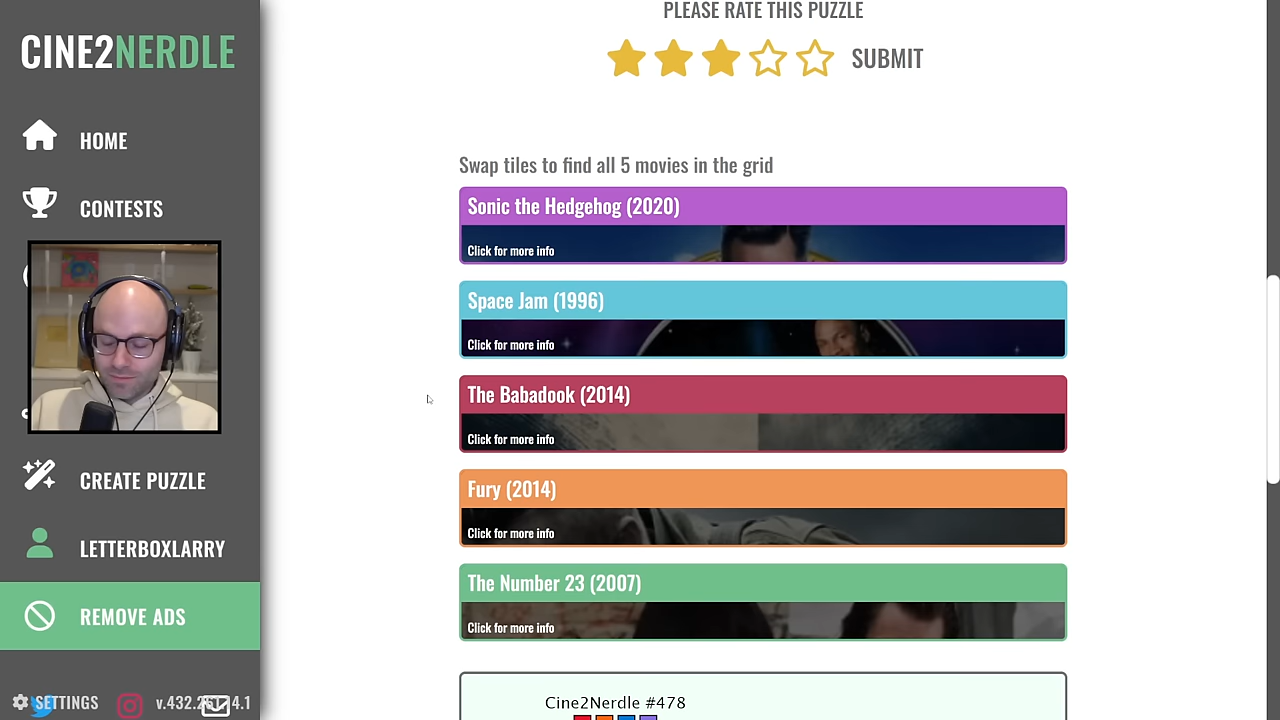 PLEASE RATE THIS PUZZLE
SUBMIT
CINE2NERDLE
HOME
CONTESTS
CREATE PUZZLE
LETTERBOXLARRY
REMOVE ADS
SETTINGS
Swap tiles to find all 5 movies in the grid
Sonic the Hedgehog (2020)
Click for more info
Space Jam (1996)
Click for more info
The Babadook (2014)
Click for more info
Fury (2014)
Click for more info
The Number 23 (2007)
Click for more info
Cine2Nerdle #478